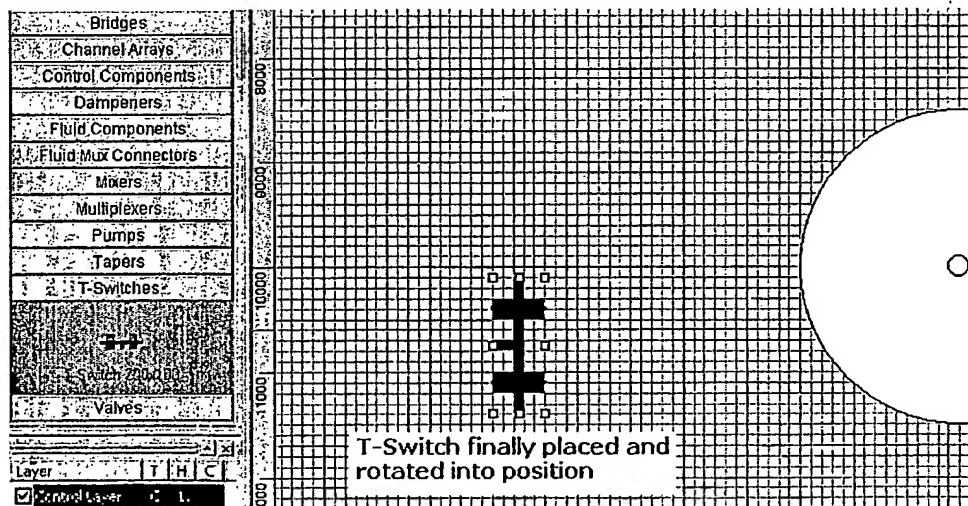 Bridges
Channel Arrays
Control Components
Dampeners
Fluid Components
Fluid Mux Connectors
Mixers
Multiplexers
Pumps
Tapers
T-Switches
Valves
Layer T H C
Control Layer C 1.
8000
9000
10000
11000
T-Switch finally placed and
rotated into position